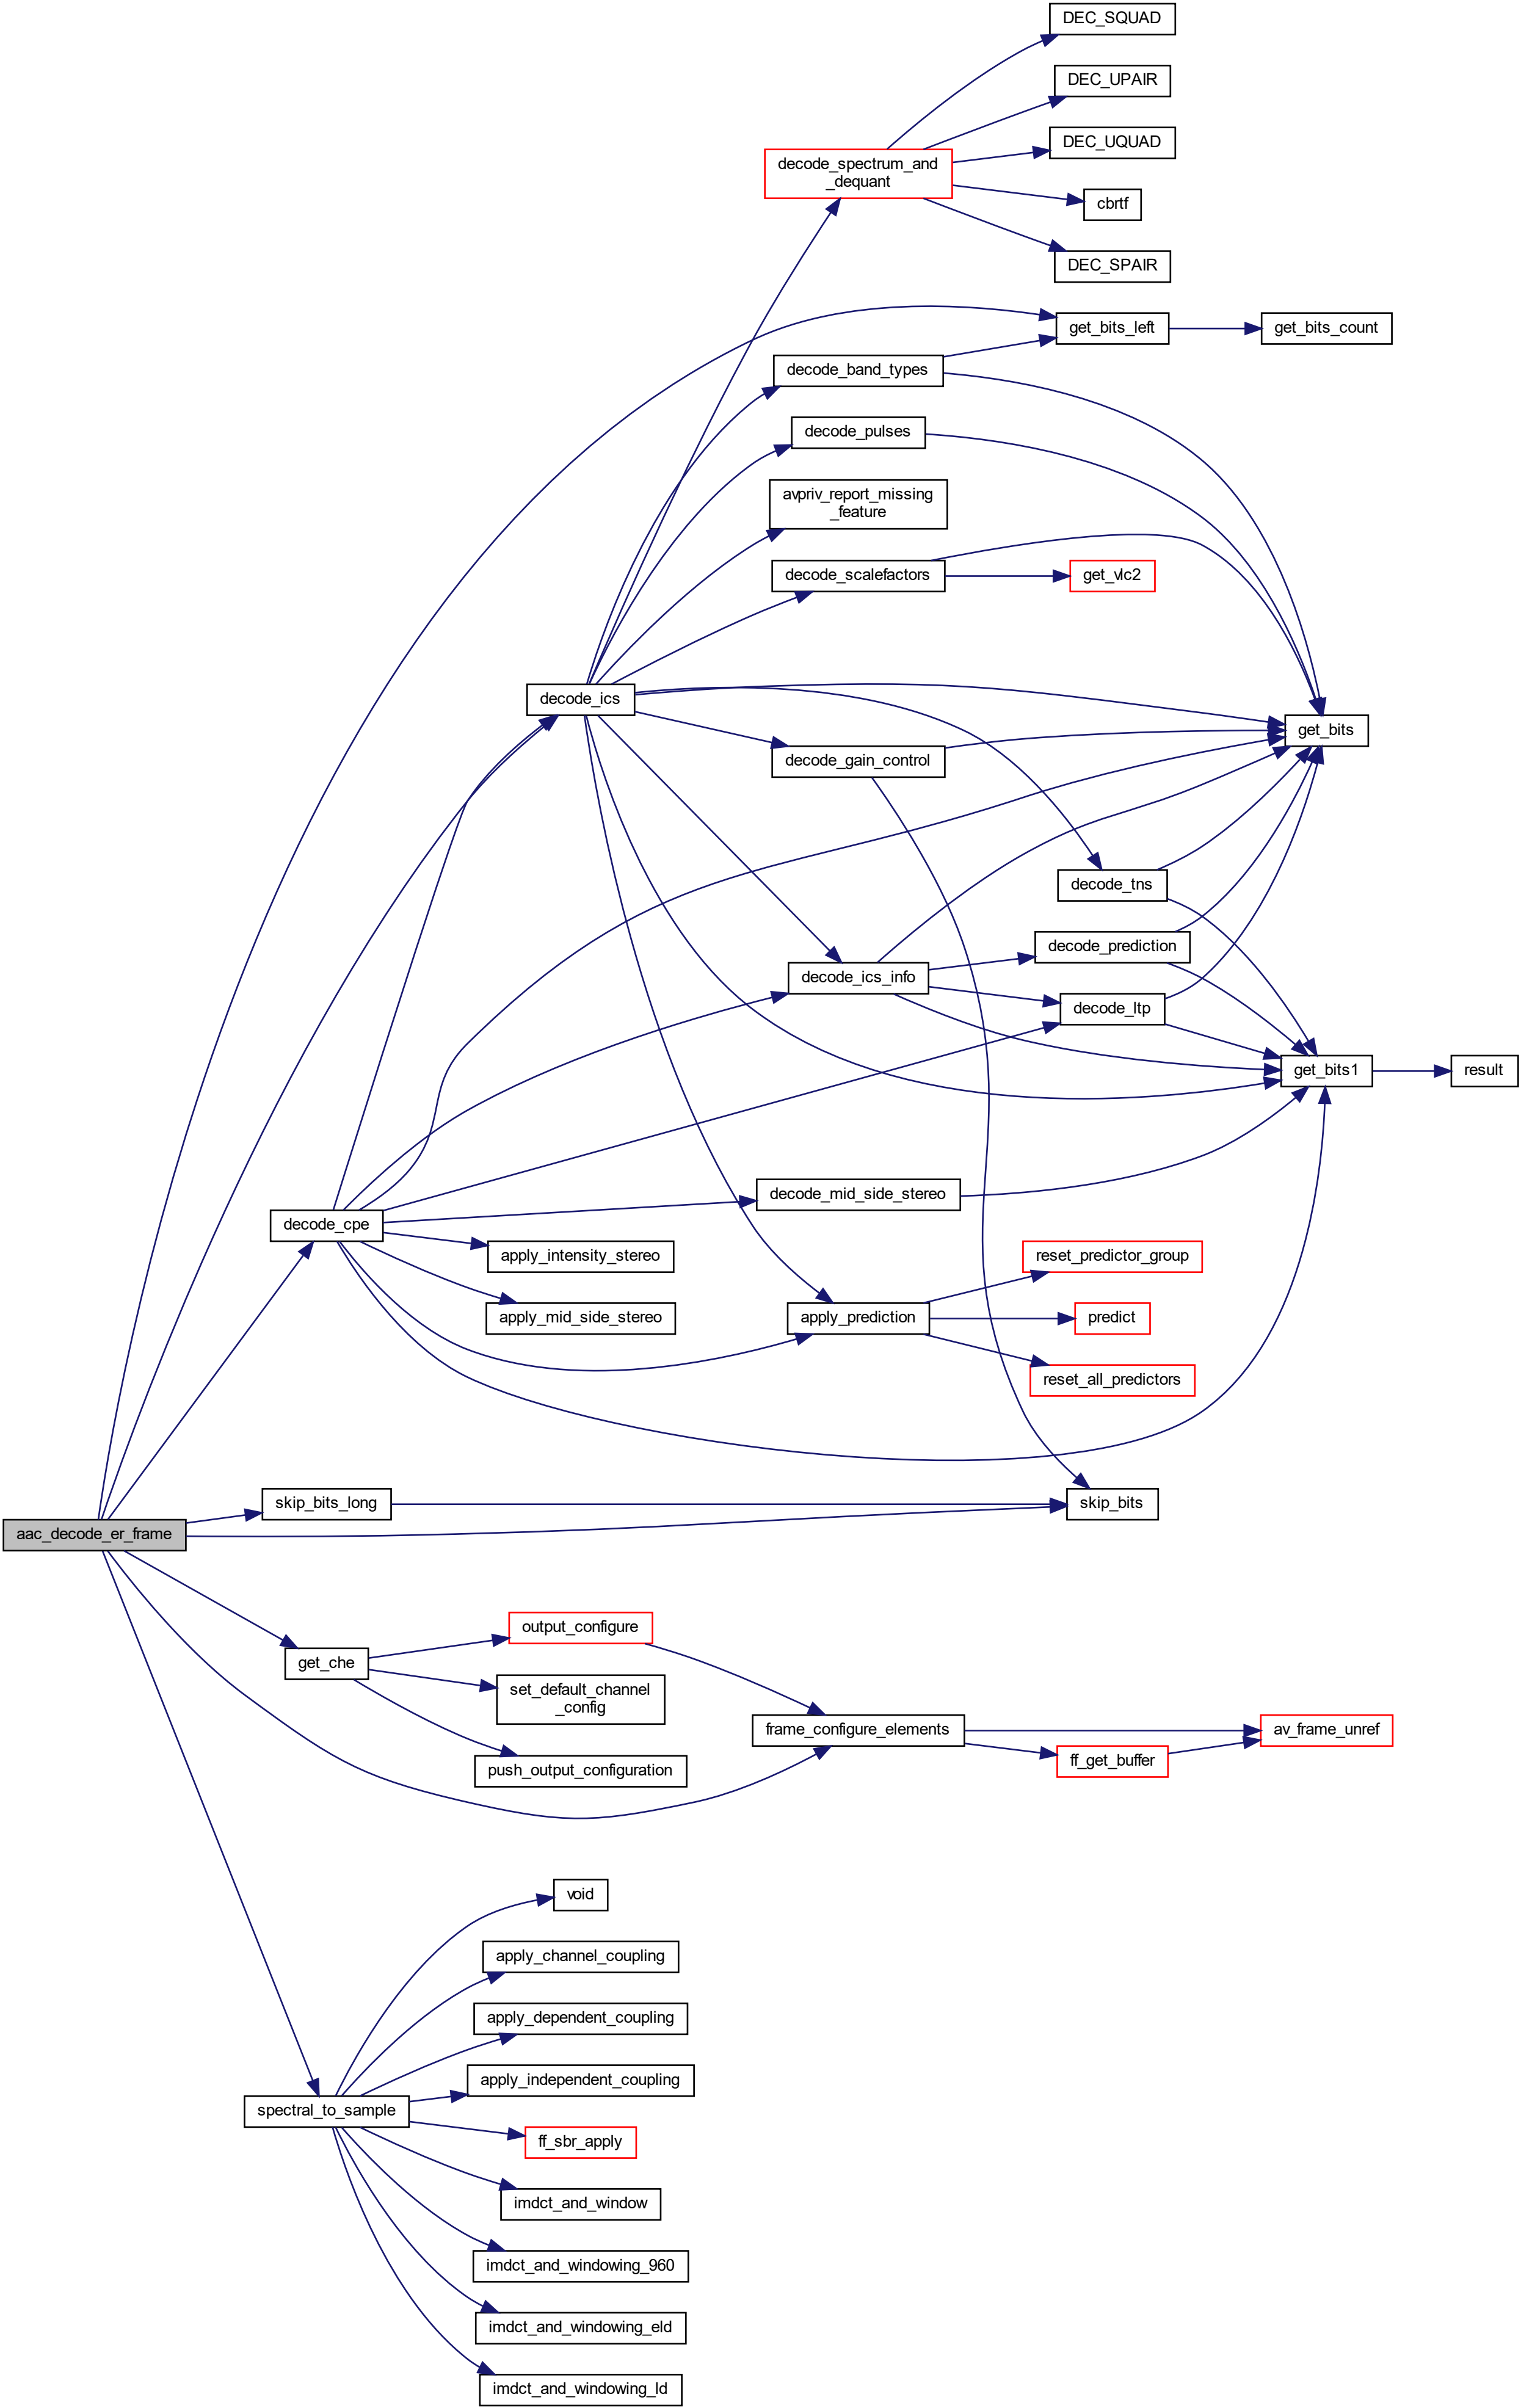 DEC_SQUAD
DEC_UPAIR
DEC_UQUAD
decode_spectrum_and
_dequant
cbrtf
DEC_SPAIR
get_bits_left
get_bits_count
decode_band_types
decode_pulses
avpriv_report_missing
_feature
decode_scalefactors
get_vlc2
decode_ics
get_bits
decode_gain_control
decode_tns
decode_prediction
decode_ics_info
decode_ltp
get_bits1
result
decode_mid_side_stereo
decode_cpe
apply_intensity_stereo
reset_predictor_group
apply_mid_side_stereo
apply_prediction
predict
reset_all_predictors
skip_bits_long
skip_bits
aac_decode_er_frame
output_configure
get_che
set_default_channel
_config
frame_configure_elements
av_frame_unref
ff_get_buffer
push_output_configuration
void
apply_channel_coupling
apply_dependent_coupling
apply_independent_coupling
spectral_to_sample
ff_sbr_apply
imdct_and_window
imdct_and_windowing_960
imdct_and_windowing_eld
imdct_and_windowing_ld